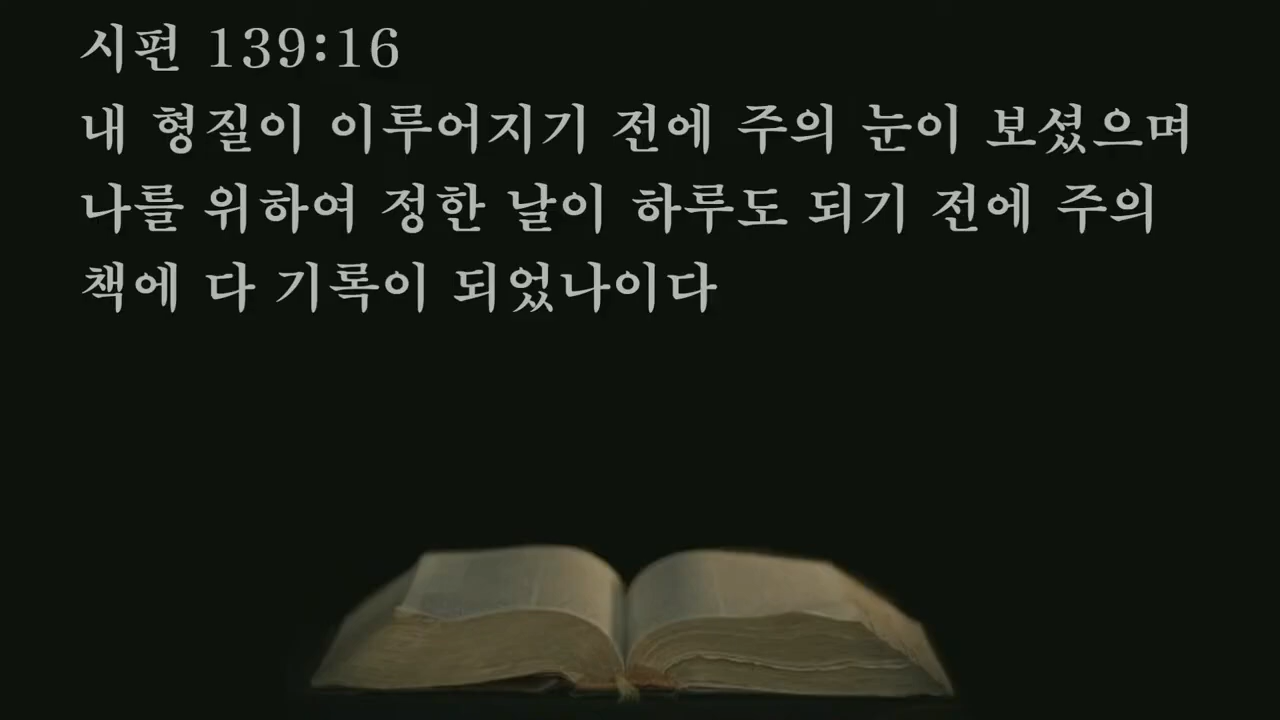 시편 139:16
내 형질이 이루어지기 전에 주의 눈이 보셨으며
나를 위하여 정한 날이 하루도 되기 전에 주의
책에 다 기록이 되었나이다